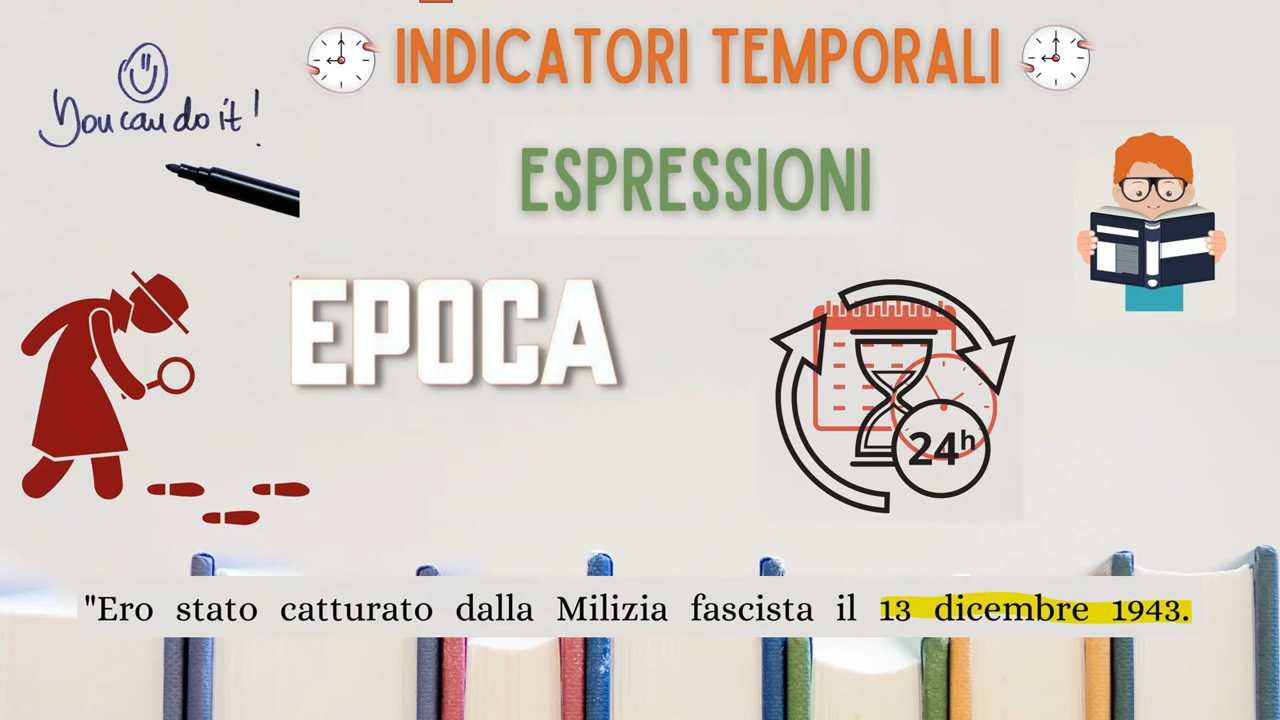 INDICATORI TEMPORALI
You can do it!
ESPRESSIONI
EPOCA
24h
"Ero stato catturato dalla Milizia fascista il 13 dicembre 1943.